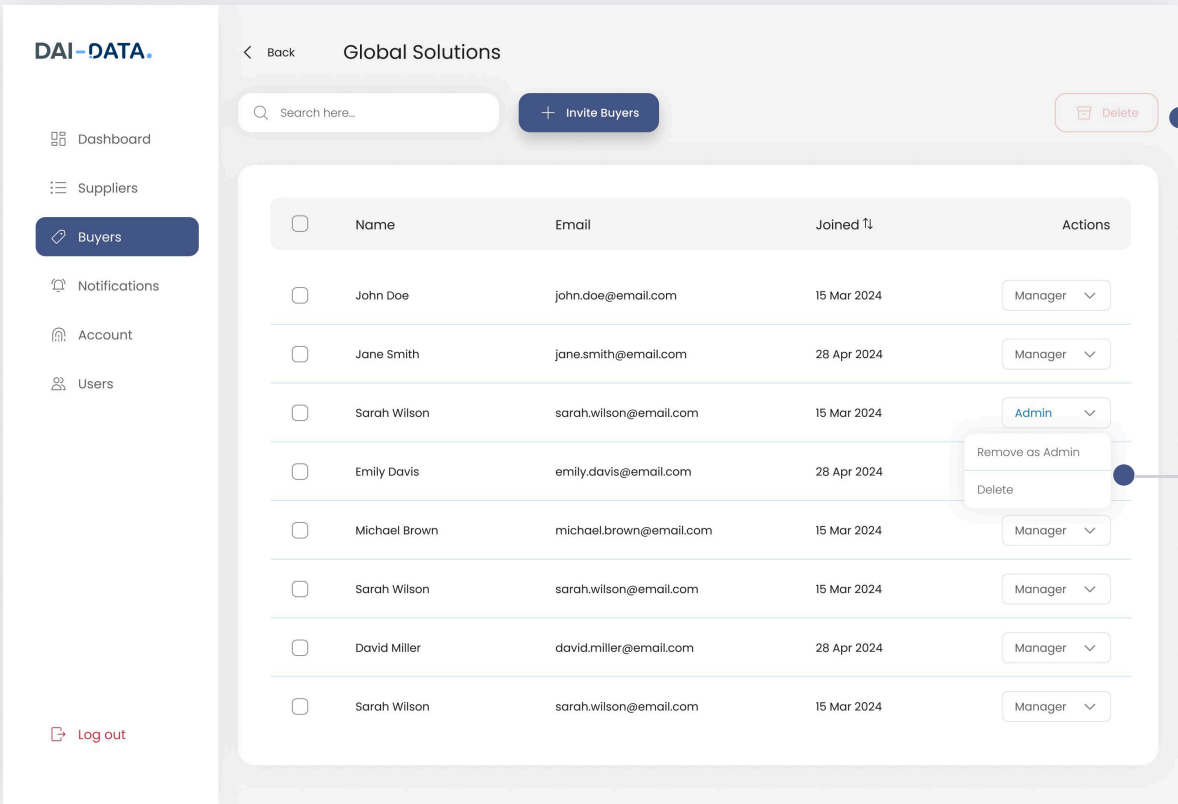 DAI-DATA.
Back Global Solutions
Search here...
Invite Buyers
Delete
Dashboard
Suppliers
Buyers
Notifications
Account
Users
Log out
Name Email Joined Actions
John Doe john.doe@email.com 15 Mar 2024 Manager
Jane Smith jane.smith@email.com 28 Apr 2024 Manager
Sarah Wilson sarah.wilson@email.com 15 Mar 2024 Admin
Remove as Admin
Emily Davis emily.davis@email.com 28 Apr 2024
Delete
Michael Brown michael.brown@email.com 15 Mar 2024 Manager
Sarah Wilson sarah.wilson@email.com 15 Mar 2024 Manager
David Miller david.miller@email.com 28 Apr 2024 Manager
Sarah Wilson sarah.wilson@email.com 15 Mar 2024 Manager